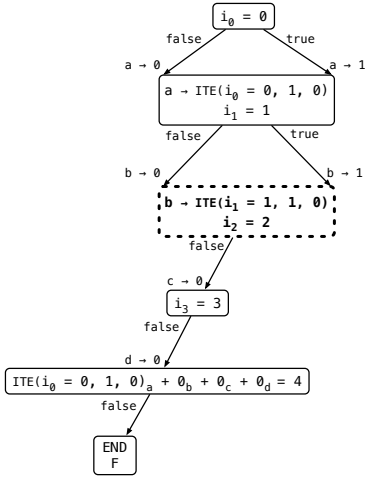 i₀ = 0
false true
a → 0 a → 1
a → ITE(i₀ = 0, 1, 0)
i₁ = 1
false true
b → 0 b → 1
b → ITE(i₁ = 1, 1, 0)
i₂ = 2
false
c → 0
i₃ = 3
false
d → 0
ITE(i₀ = 0, 1, 0)ₐ + 0_b + 0_c + 0_d = 4
false
END
F